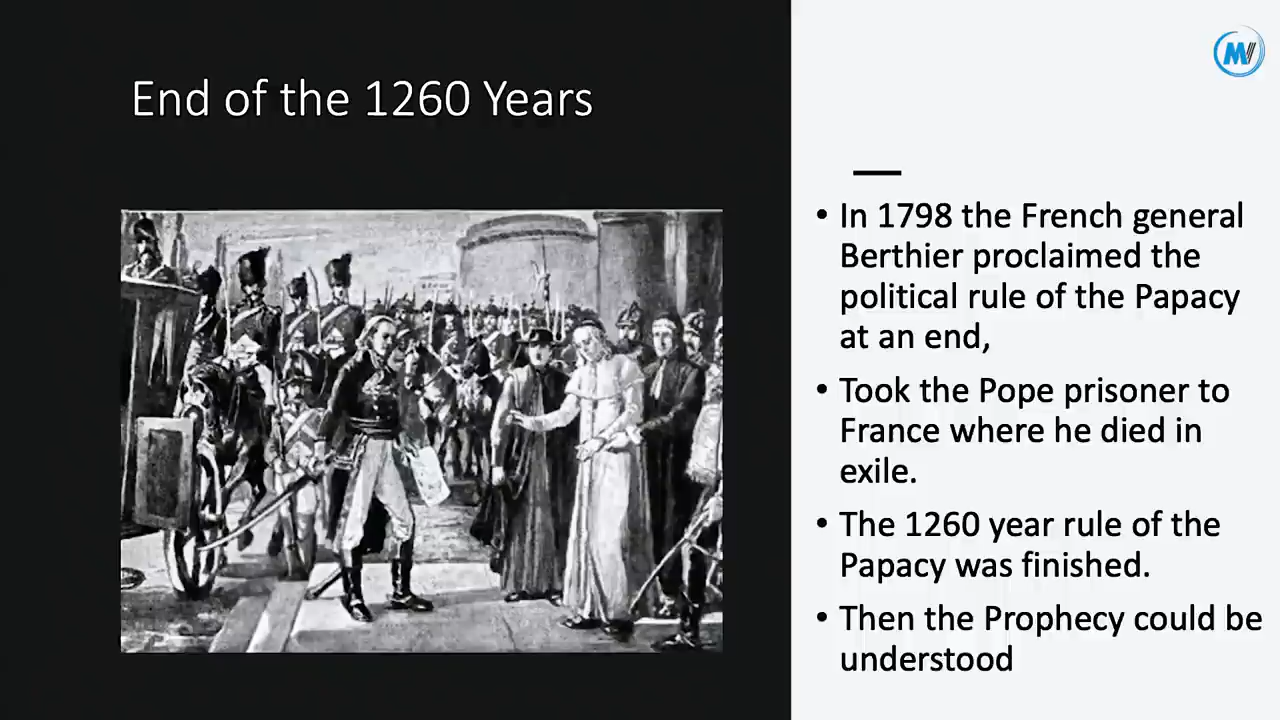 End of the 1260 Years
MV
• In 1798 the French general
Berthier proclaimed the
political rule of the Papacy
at an end,
• Took the Pope prisoner to
France where he died in
exile.
• The 1260 year rule of the
Papacy was finished.
• Then the Prophecy could be
understood